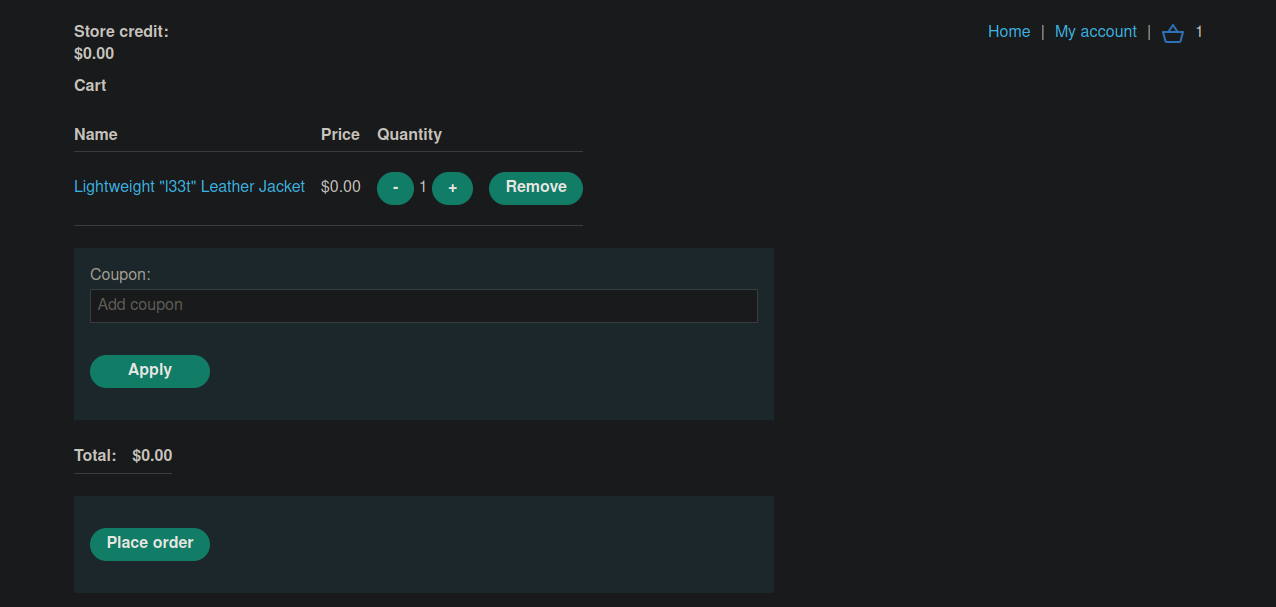 Store credit:
$0.00
Home | My account | 1
Cart
Name Price Quantity
Lightweight "l33t" Leather Jacket $0.00 - 1 + Remove
Coupon:
Add coupon
Apply
Total: $0.00
Place order